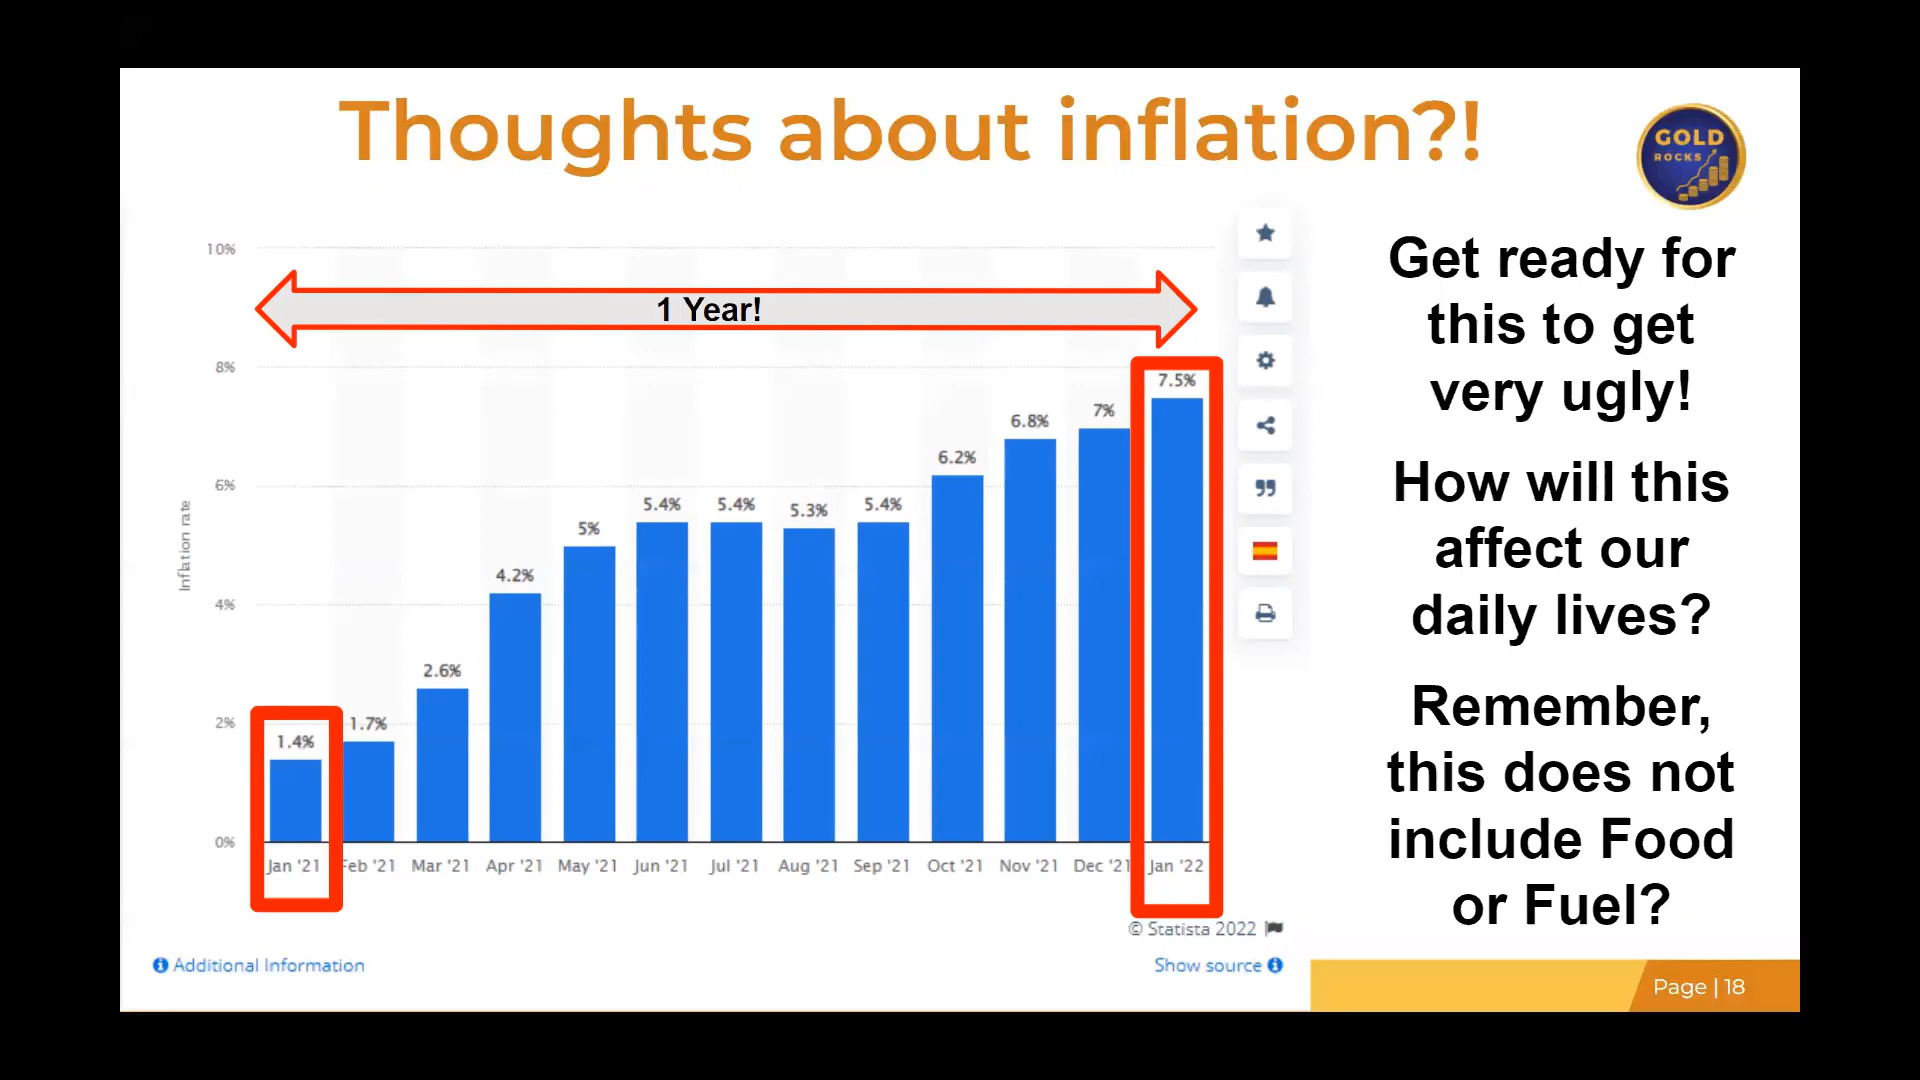 Thoughts about inflation?!
GOLD
ROCKS
10%
8%
6%
4%
2%
0%
Inflation rate
1 Year!
1.4%
1.7%
2.6%
4.2%
5%
5.4%
5.4%
5.3%
5.4%
6.2%
6.8%
7%
7.5%
Jan '21
Feb '21
Mar '21
Apr '21
May '21
Jun '21
Jul '21
Aug '21
Sep '21
Oct '21
Nov '21
Dec '21
Jan '22
© Statista 2022
Additional Information
Show source
Get ready for
this to get
very ugly!
How will this
affect our
daily lives?
Remember,
this does not
include Food
or Fuel?
Page | 18